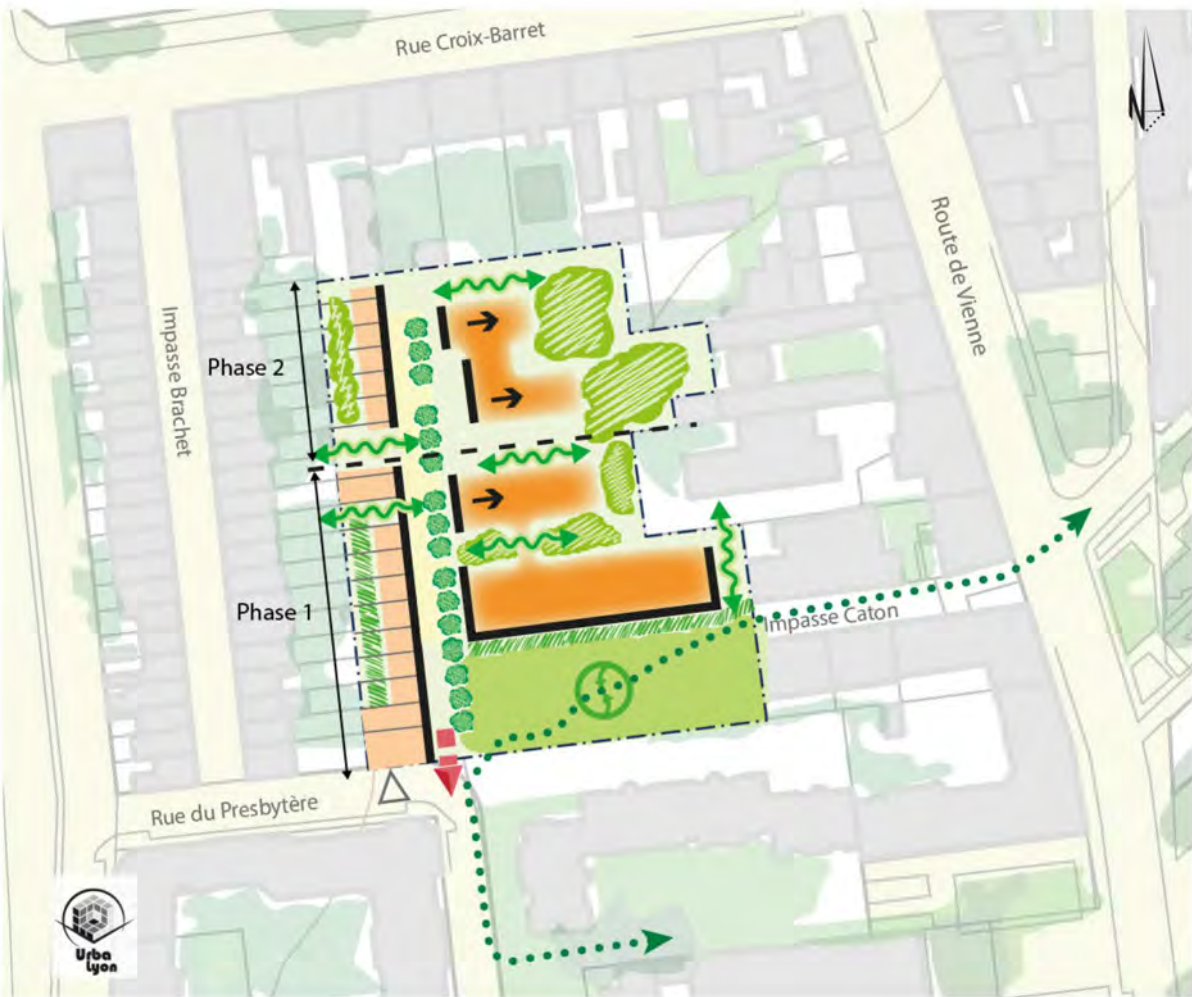 Rue Croix-Barret
N
Route de Vienne
Impasse Brachet
Phase 2
Phase 1
Impasse Caton
Rue du Presbytère
Urba
Lyon